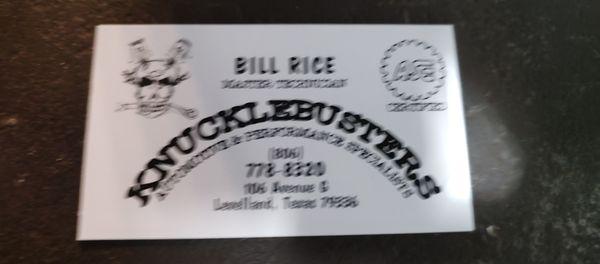 BILL RICE
MASTER TECHNICIAN
ASE
CERTIFIED
KNUCKLEBUSTERS
AUTOMOTIVE & PERFORMANCE SPECIALISTS
(806)
778-8320
106 Avenue G
Levelland, Texas 79336